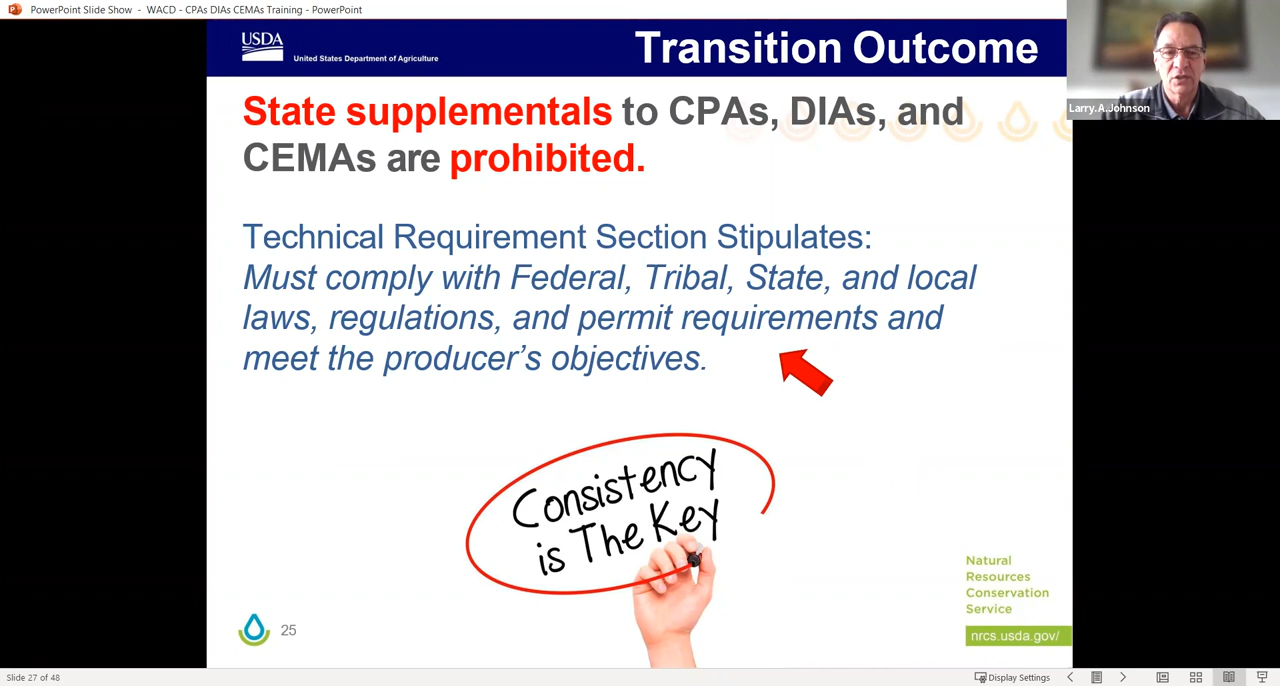 PowerPoint Slide Show - WACD - CPAs DIAs CEMAs Training - PowerPoint
USDA
United States Department of Agriculture
Transition Outcome
Larry.A.Johnson
State supplementals to CPAs, DIAs, and
CEMAs are prohibited.
Technical Requirement Section Stipulates:
Must comply with Federal, Tribal, State, and local
laws, regulations, and permit requirements and
meet the producer's objectives.
Consistency
is The Key
Natural
Resources
Conservation
Service
nrcs.usda.gov/
25
Slide 27 of 48
Display Settings